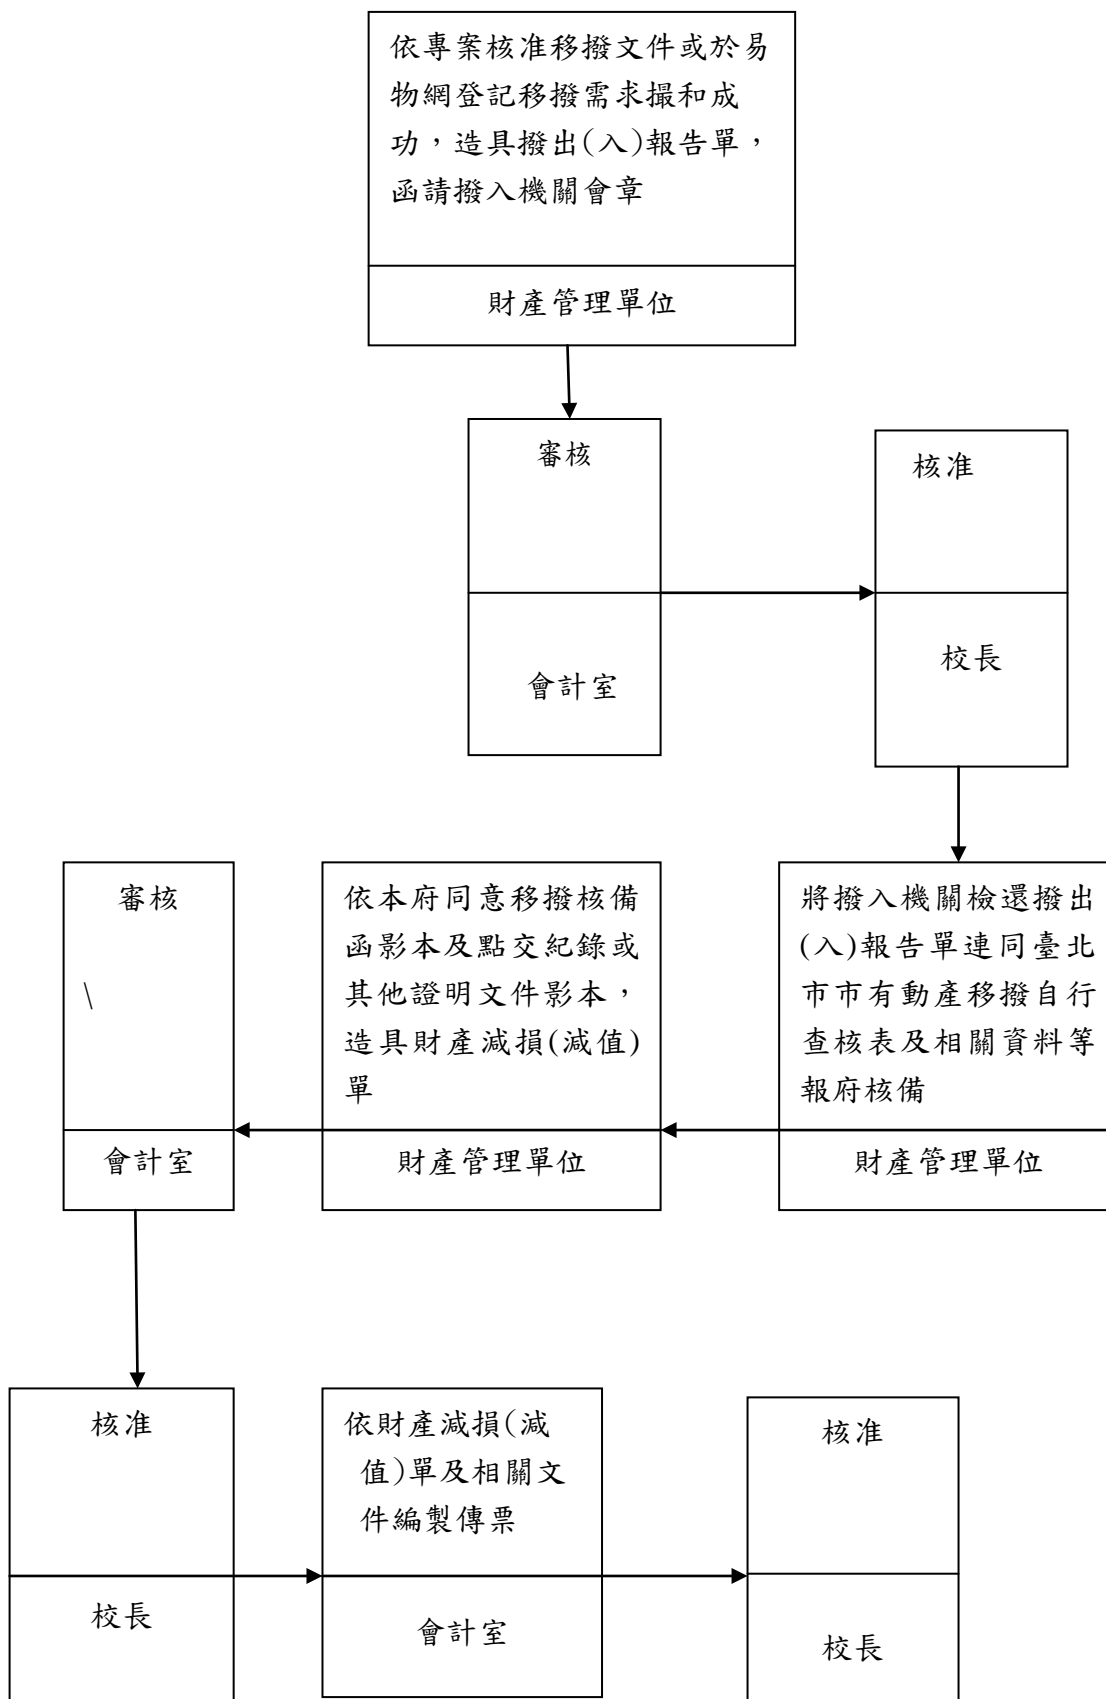 依專案核准移撥文件或於易
物網登記移撥需求撮和成
功，造具撥出(入)報告單，
函請撥入機關會章
財產管理單位
審核
會計室
核准
校長
將撥入機關檢還撥出
(入)報告單連同臺北
市市有動產移撥自行
查核表及相關資料等
報府核備
財產管理單位
依本府同意移撥核備
函影本及點交紀錄或
其他證明文件影本，
造具財產減損(減值)
單
財產管理單位
審核
\
會計室
核准
校長
依財產減損(減
值)單及相關文
件編製傳票
會計室
核准
校長